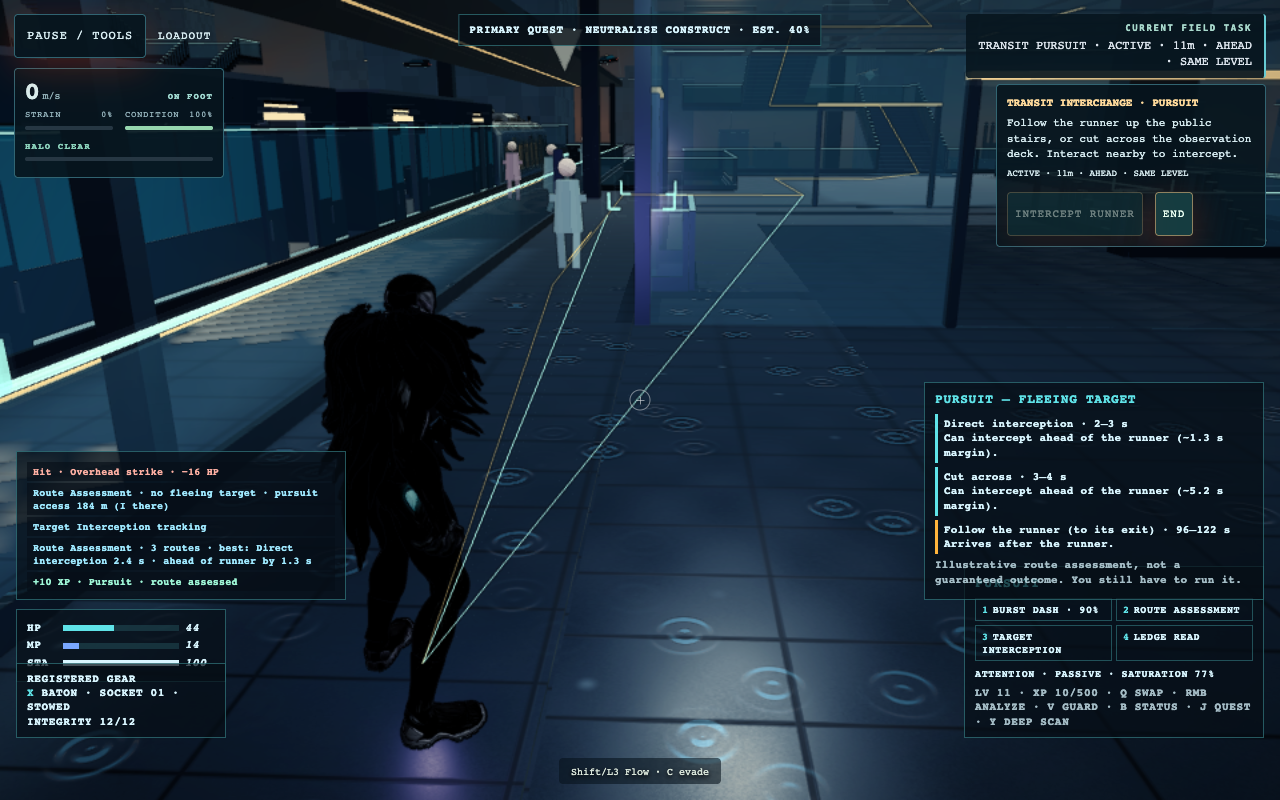 PAUSE / TOOLS
LOADOUT
PRIMARY QUEST · NEUTRALISE CONSTRUCT · EST. 40%
CURRENT FIELD TASK
TRANSIT PURSUIT · ACTIVE · 11m · AHEAD
· SAME LEVEL
0 m/s
ON FOOT
STRAIN 0%
CONDITION 100%
HALO CLEAR
TRANSIT INTERCHANGE · PURSUIT
Follow the runner up the public
stairs, or cut across the observation
deck. Interact nearby to intercept.
ACTIVE · 11m · AHEAD · SAME LEVEL
INTERCEPT RUNNER
END
PURSUIT — FLEEING TARGET
Direct interception · 2–3 s
Can intercept ahead of the runner (~1.3 s
margin).
Cut across · 3–4 s
Can intercept ahead of the runner (~5.2 s
margin).
Follow the runner (to its exit) · 96–122 s
Arrives after the runner.
Illustrative route assessment, not a
guaranteed outcome. You still have to run it.
PURSUIT
1 BURST DASH · 90%
2 ROUTE ASSESSMENT
3 TARGET
INTERCEPTION
4 LEDGE READ
ATTENTION · PASSIVE · SATURATION 77%
LV 11 · XP 10/500 · Q SWAP · RMB
ANALYZE · V GUARD · B STATUS · J QUEST
· Y DEEP SCAN
Hit · Overhead strike · −16 HP
Route Assessment · no fleeing target · pursuit
access 184 m (I there)
Target Interception tracking
Route Assessment · 3 routes · best: Direct
interception 2.4 s · ahead of runner by 1.3 s
+10 XP · Pursuit · route assessed
HP 44
MP 14
STA 100
REGISTERED GEAR
X BATON · SOCKET 01 ·
STOWED
INTEGRITY 12/12
Shift/L3 Flow · C evade